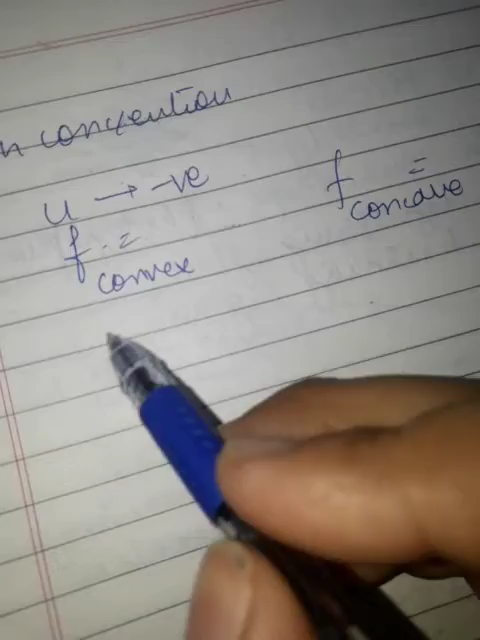 n convention
u → -ve
f = convex
f = concave